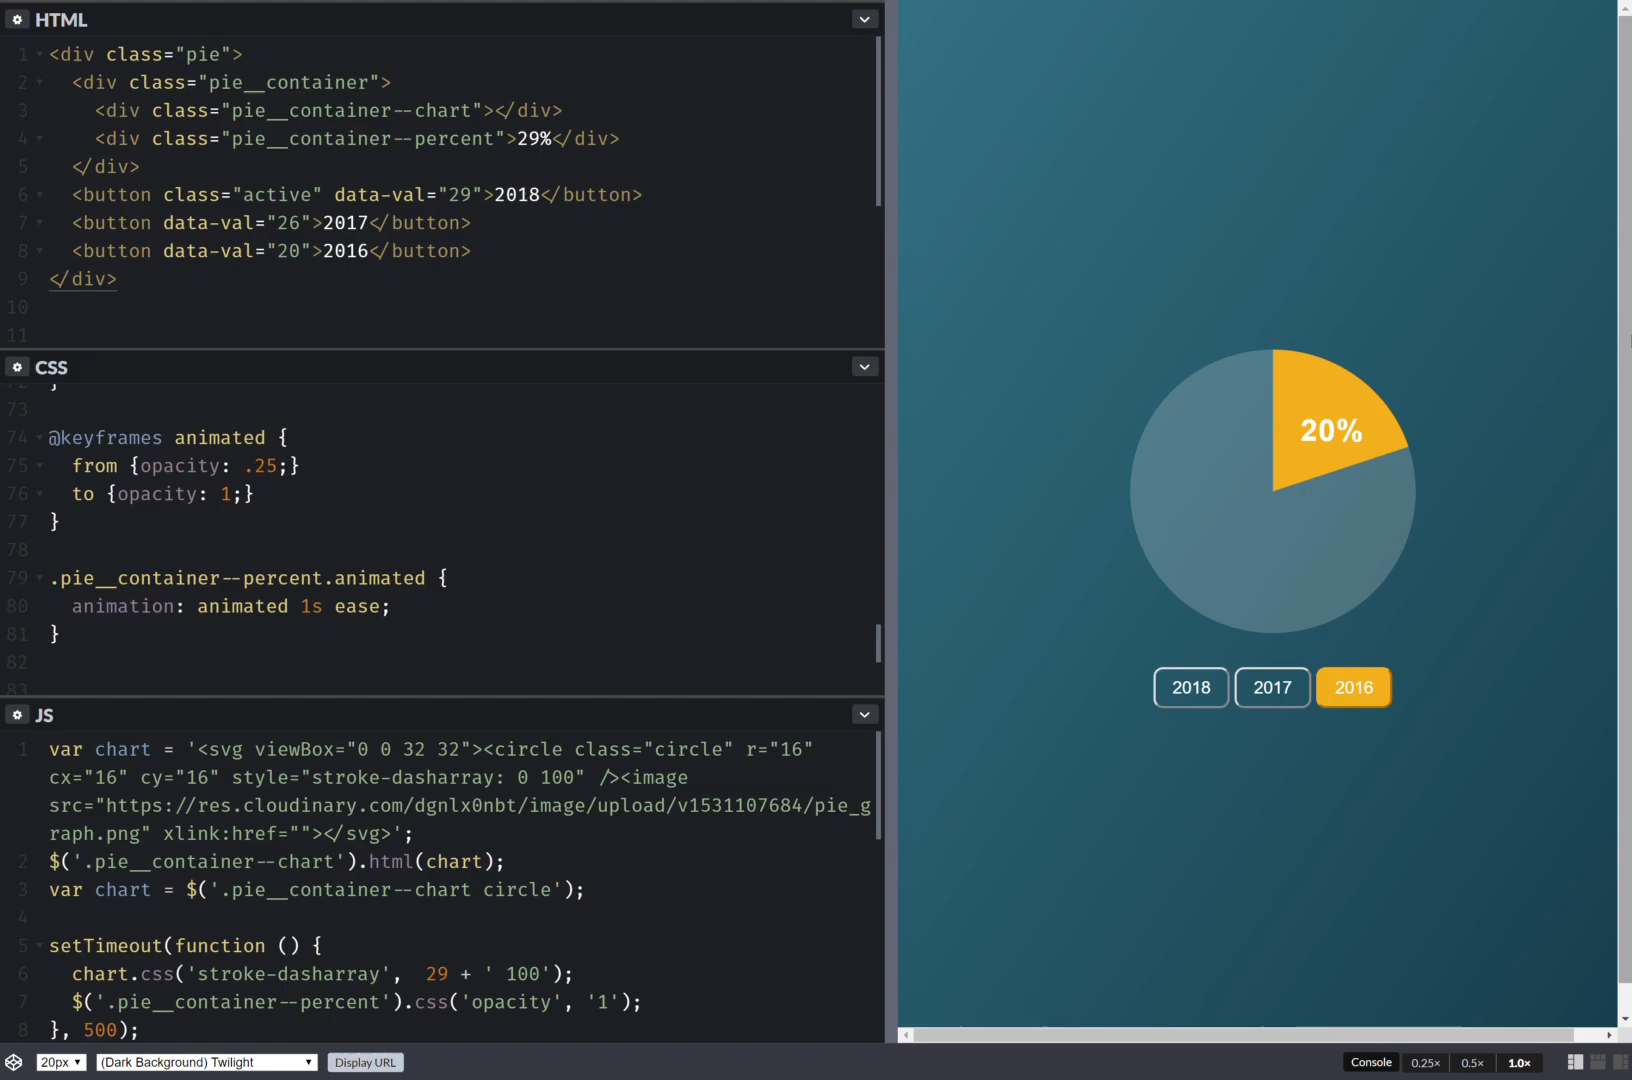 HTML
1 <div class="pie">
2 <div class="pie__container">
3 <div class="pie__container--chart"></div>
4 <div class="pie__container--percent">29%</div>
5 </div>
6 <button class="active" data-val="29">2018</button>
7 <button data-val="26">2017</button>
8 <button data-val="20">2016</button>
9 </div>
10
11
CSS
72 }
73
74 @keyframes animated {
75 from {opacity: .25;}
76 to {opacity: 1;}
77 }
78
79 .pie__container--percent.animated {
80 animation: animated 1s ease;
81 }
82
83
JS
1 var chart = '<svg viewBox="0 0 32 32"><circle class="circle" r="16"
cx="16" cy="16" style="stroke-dasharray: 0 100" /><image
src="https://res.cloudinary.com/dgnlx0nbt/image/upload/v1531107684/pie_g
raph.png" xlink:href=""></svg>';
2 $('.pie__container--chart').html(chart);
3 var chart = $('.pie__container--chart circle');
4
5 setTimeout(function () {
6 chart.css('stroke-dasharray', 29 + ' 100');
7 $('.pie__container--percent').css('opacity', '1');
8 }, 500);
20%
2018 2017 2016
20px (Dark Background) Twilight Display URL
Console 0.25× 0.5× 1.0×